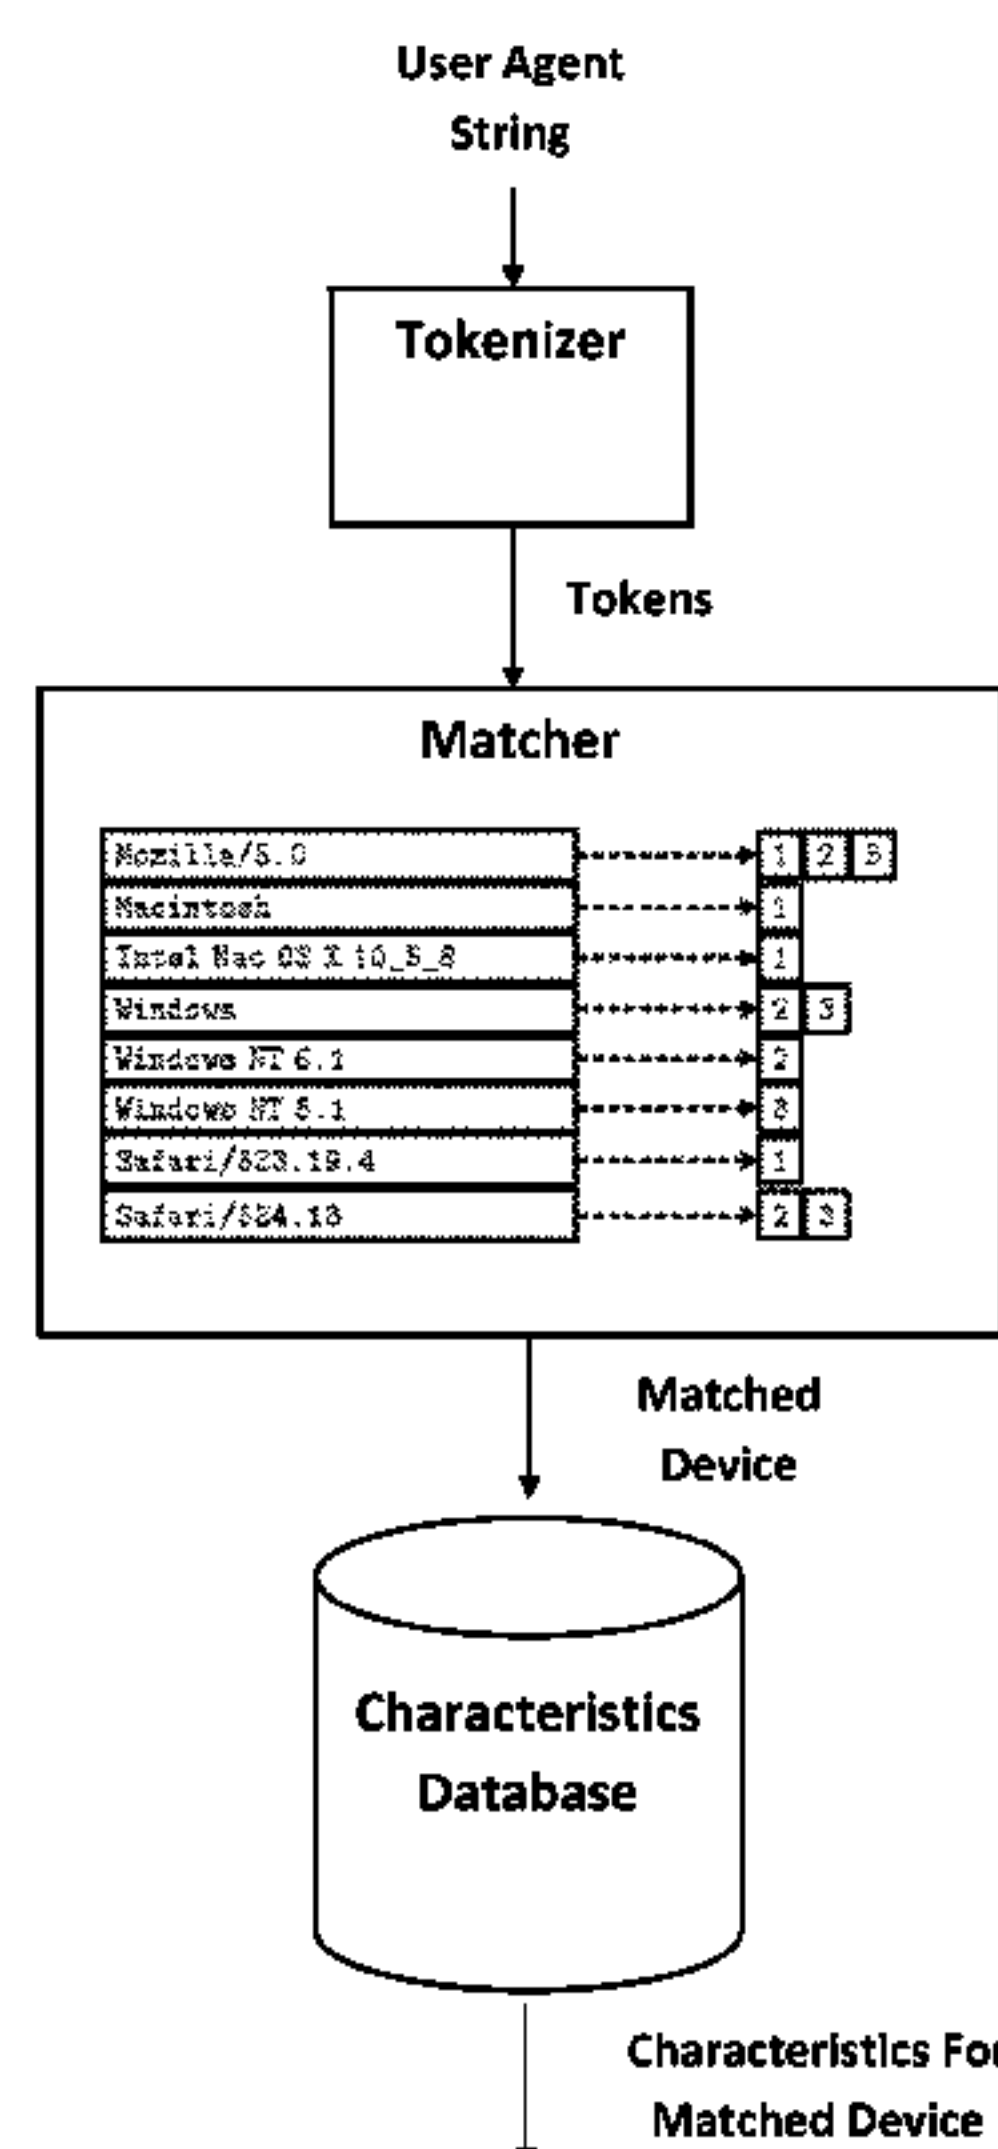 User Agent
String
Tokenizer
Tokens
Matcher
Mozilla/5.0 1 2 3
Macintosh 1
Intel Mac OS X 10_5_8 1
Windows 2 3
Windows NT 6.1 2
Windows NT 5.1 3
Safari/523.19.4 1
Safari/524.13 2 3
Matched
Device
Characteristics
Database
Characteristics For
Matched Device